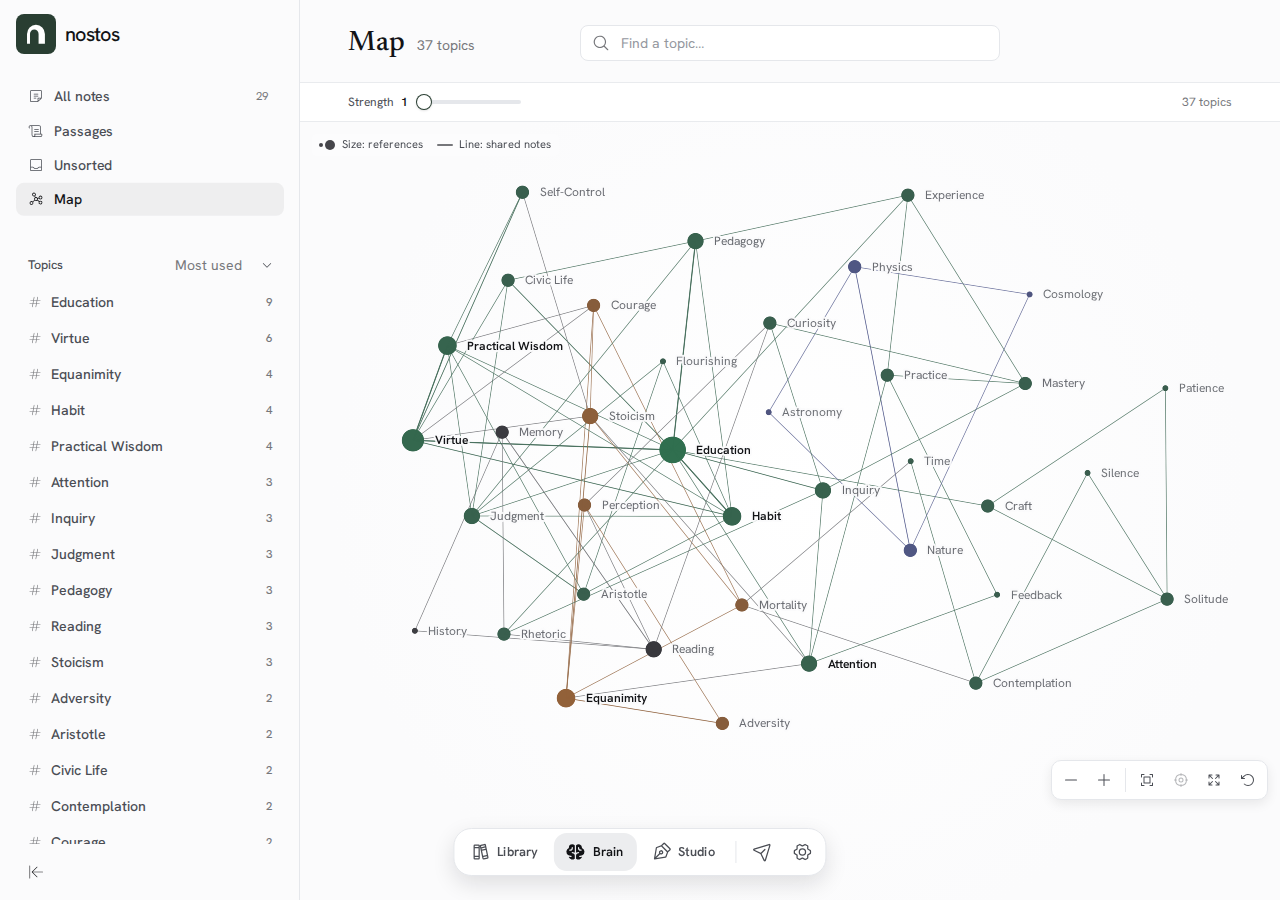 nostos
All notes 29
Passages
Unsorted
Map
Topics Most used
# Education 9
# Virtue 6
# Equanimity 4
# Habit 4
# Practical Wisdom 4
# Attention 3
# Inquiry 3
# Judgment 3
# Pedagogy 3
# Reading 3
# Stoicism 3
# Adversity 2
# Aristotle 2
# Civic Life 2
# Contemplation 2
# Courage 2
Map 37 topics
Find a topic...
Strength 1
37 topics
Size: references Line: shared notes
Self-Control
Experience
Pedagogy
Physics
Civic Life
Cosmology
Courage
Curiosity
Practical Wisdom
Flourishing
Practice
Mastery
Patience
Astronomy
Stoicism
Memory
Virtue
Education
Time
Silence
Inquiry
Perception
Craft
Judgment
Habit
Nature
Aristotle
Feedback
Solitude
Mortality
History
Rhetoric
Reading
Attention
Contemplation
Equanimity
Adversity
Library
Brain
Studio